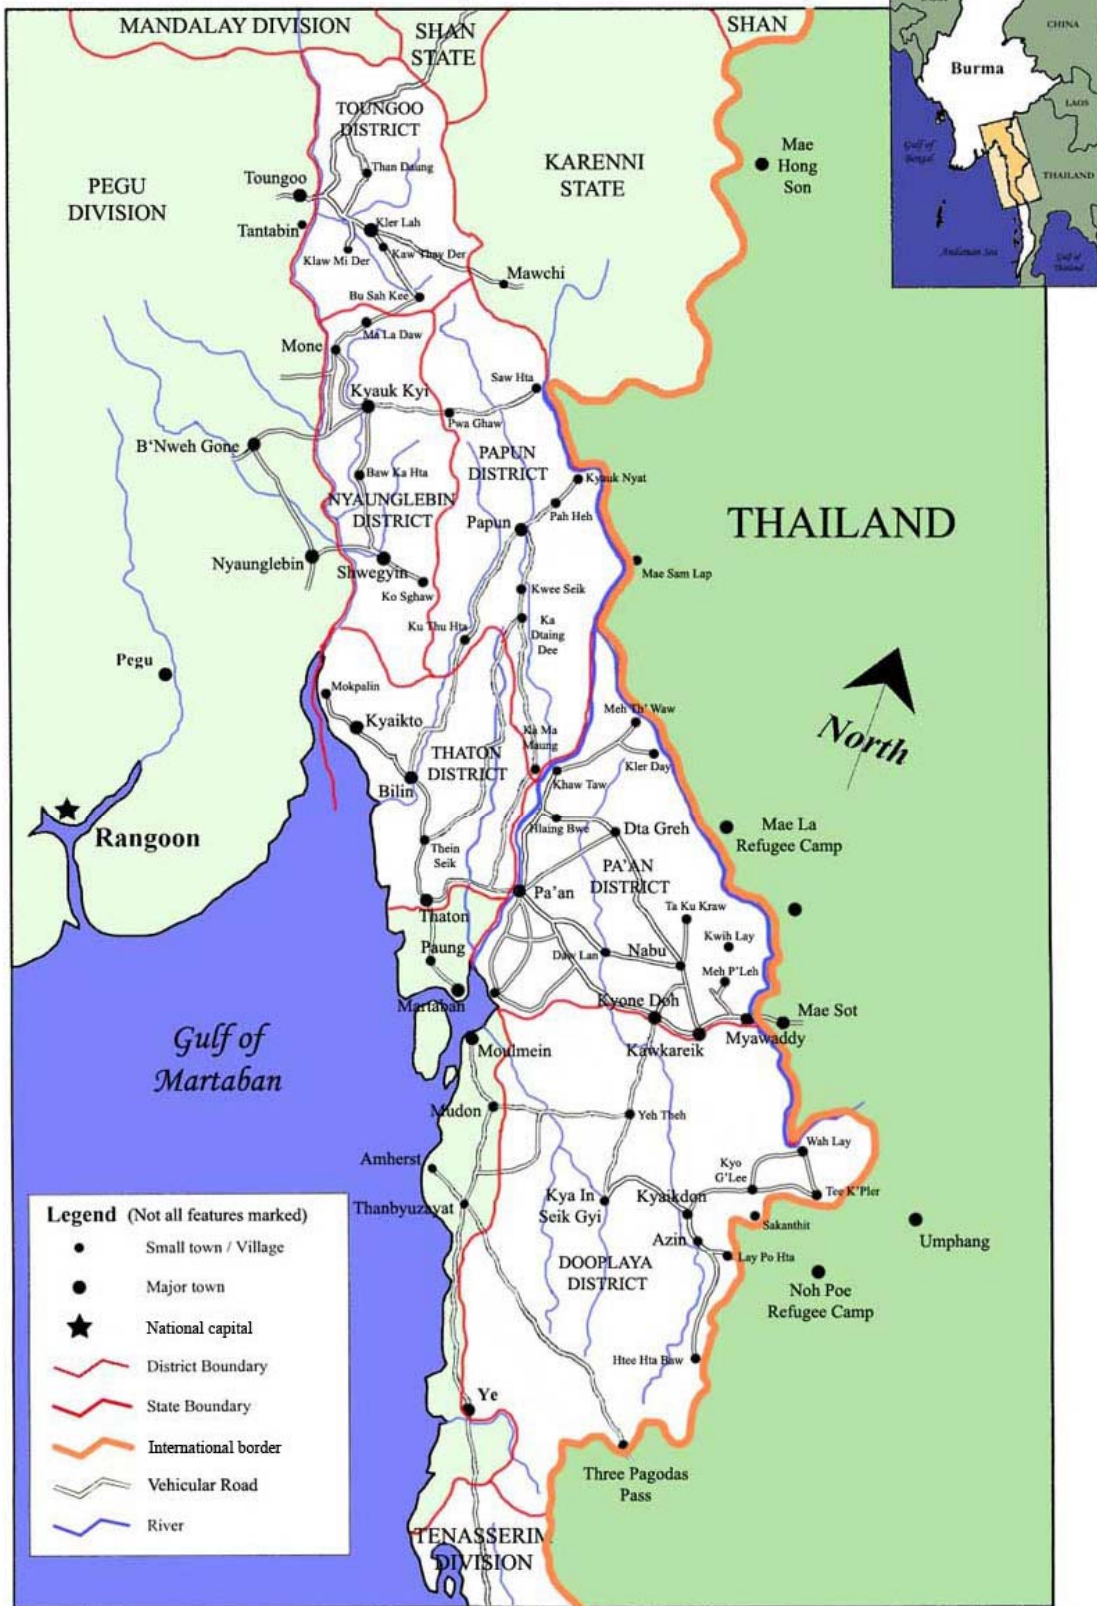 MANDALAY DIVISION
SHAN
STATE
SHAN
CHINA
Burma
LAOS
Gulf of
Bengal
THAILAND
Andaman Sea
Gulf of
Thailand
TOUNGOO
DISTRICT
Mae
Hong
Son
KARENNI
STATE
PEGU
DIVISION
Than Daung
Toungoo
Tantabin
Kler Lah
Klaw Mi Der
Kaw Thay Der
Mawchi
Bu Sah Kee
Ma La Daw
Mone
Saw Hta
Kyauk Kyi
Pwa Ghaw
B'Nweh Gone
PAPUN
DISTRICT
Baw Ka Hta
Kyauk Nyat
NYAUNGLEBIN
DISTRICT
Pah Heh
Papun
THAILAND
Nyaunglebin
Shwegyin
Mae Sam Lap
Ko Sghaw
Kwee Seik
Ku Thu Hta
Ka
Dtaing
Dee
Pegu
Mokpalin
Kyaikto
Meh Th' Waw
North
THATON
DISTRICT
Ka Ma
Maung
Kler Day
Khaw Taw
Bilin
Rangoon
Hlaing Bwe
Dta Greh
Mae La
Refugee Camp
Thein
Seik
PA'AN
DISTRICT
Pa'an
Thaton
Ta Ku Kraw
Kwih Lay
Paung
Daw Lan
Nabu
Meh P'Leh
Martaban
Kyone Doh
Mae Sot
Myawaddy
Gulf of
Martaban
Moulmein
Kawkareik
Mudon
Yeh Theh
Wah Lay
Amherst
Kyo
G'Lee
Thanbyuzayat
Kya In
Seik Gyi
Kyaikdon
Tee K'Pler
Sakanthit
Umphang
Azin
Lay Po Hta
DOOPLAYA
DISTRICT
Noh Poe
Refugee Camp
Htee Hta Baw
Ye
Three Pagodas
Pass
TENASSERIM
DIVISION
Legend (Not all features marked)
Small town / Village
Major town
National capital
District Boundary
State Boundary
International border
Vehicular Road
River